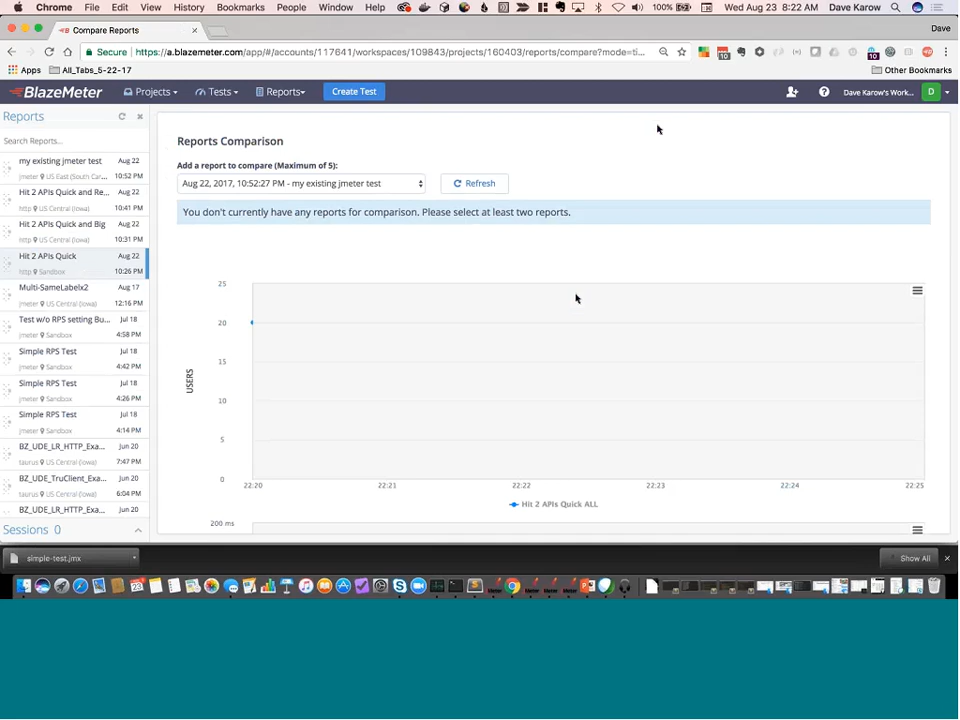 Chrome File Edit View History Bookmarks People Window Help 100% Wed Aug 23 8:22 AM Dave Karow
Compare Reports Dave
Secure https://a.blazemeter.com/app/#/accounts/117641/workspaces/109843/projects/160403/reports/compare?mode=ti... 10 10
Apps All_Tabs_5-22-17 Other Bookmarks
BlazeMeter Projects Tests Reports Create Test Dave Karow's Work... D
Reports
Search Reports...
my existing jmeter test Aug 22
jmeter US East (South Car... 10:52 PM
Hit 2 APIs Quick and Re... Aug 22
http US Central (Iowa) 10:41 PM
Hit 2 APIs Quick and Big Aug 22
http US Central (Iowa) 10:31 PM
Hit 2 APIs Quick Aug 22
http Sandbox 10:26 PM
Multi-SameLabelx2 Aug 17
jmeter US Central (Iowa) 12:16 PM
Test w/o RPS setting Bu... Jul 18
jmeter Sandbox 4:58 PM
Simple RPS Test Jul 18
jmeter Sandbox 4:42 PM
Simple RPS Test Jul 18
jmeter Sandbox 4:26 PM
Simple RPS Test Jul 18
jmeter Sandbox 4:14 PM
BZ_UDE_LR_HTTP_Exa... Jun 20
taurus US Central (Iowa) 7:47 PM
BZ_UDE_TruClient_Exa... Jun 20
taurus US Central (Iowa) 6:04 PM
BZ_UDE_LR_HTTP_Exa... Jun 20
Sessions 0
Reports Comparison
Add a report to compare (Maximum of 5):
Aug 22, 2017, 10:52:27 PM - my existing jmeter test Refresh
You don't currently have any reports for comparison. Please select at least two reports.
25
20
15
10
5
0
USERS
22:20 22:21 22:22 22:23 22:24 22:25
Hit 2 APIs Quick ALL
200 ms
simple-test.jmx Show All